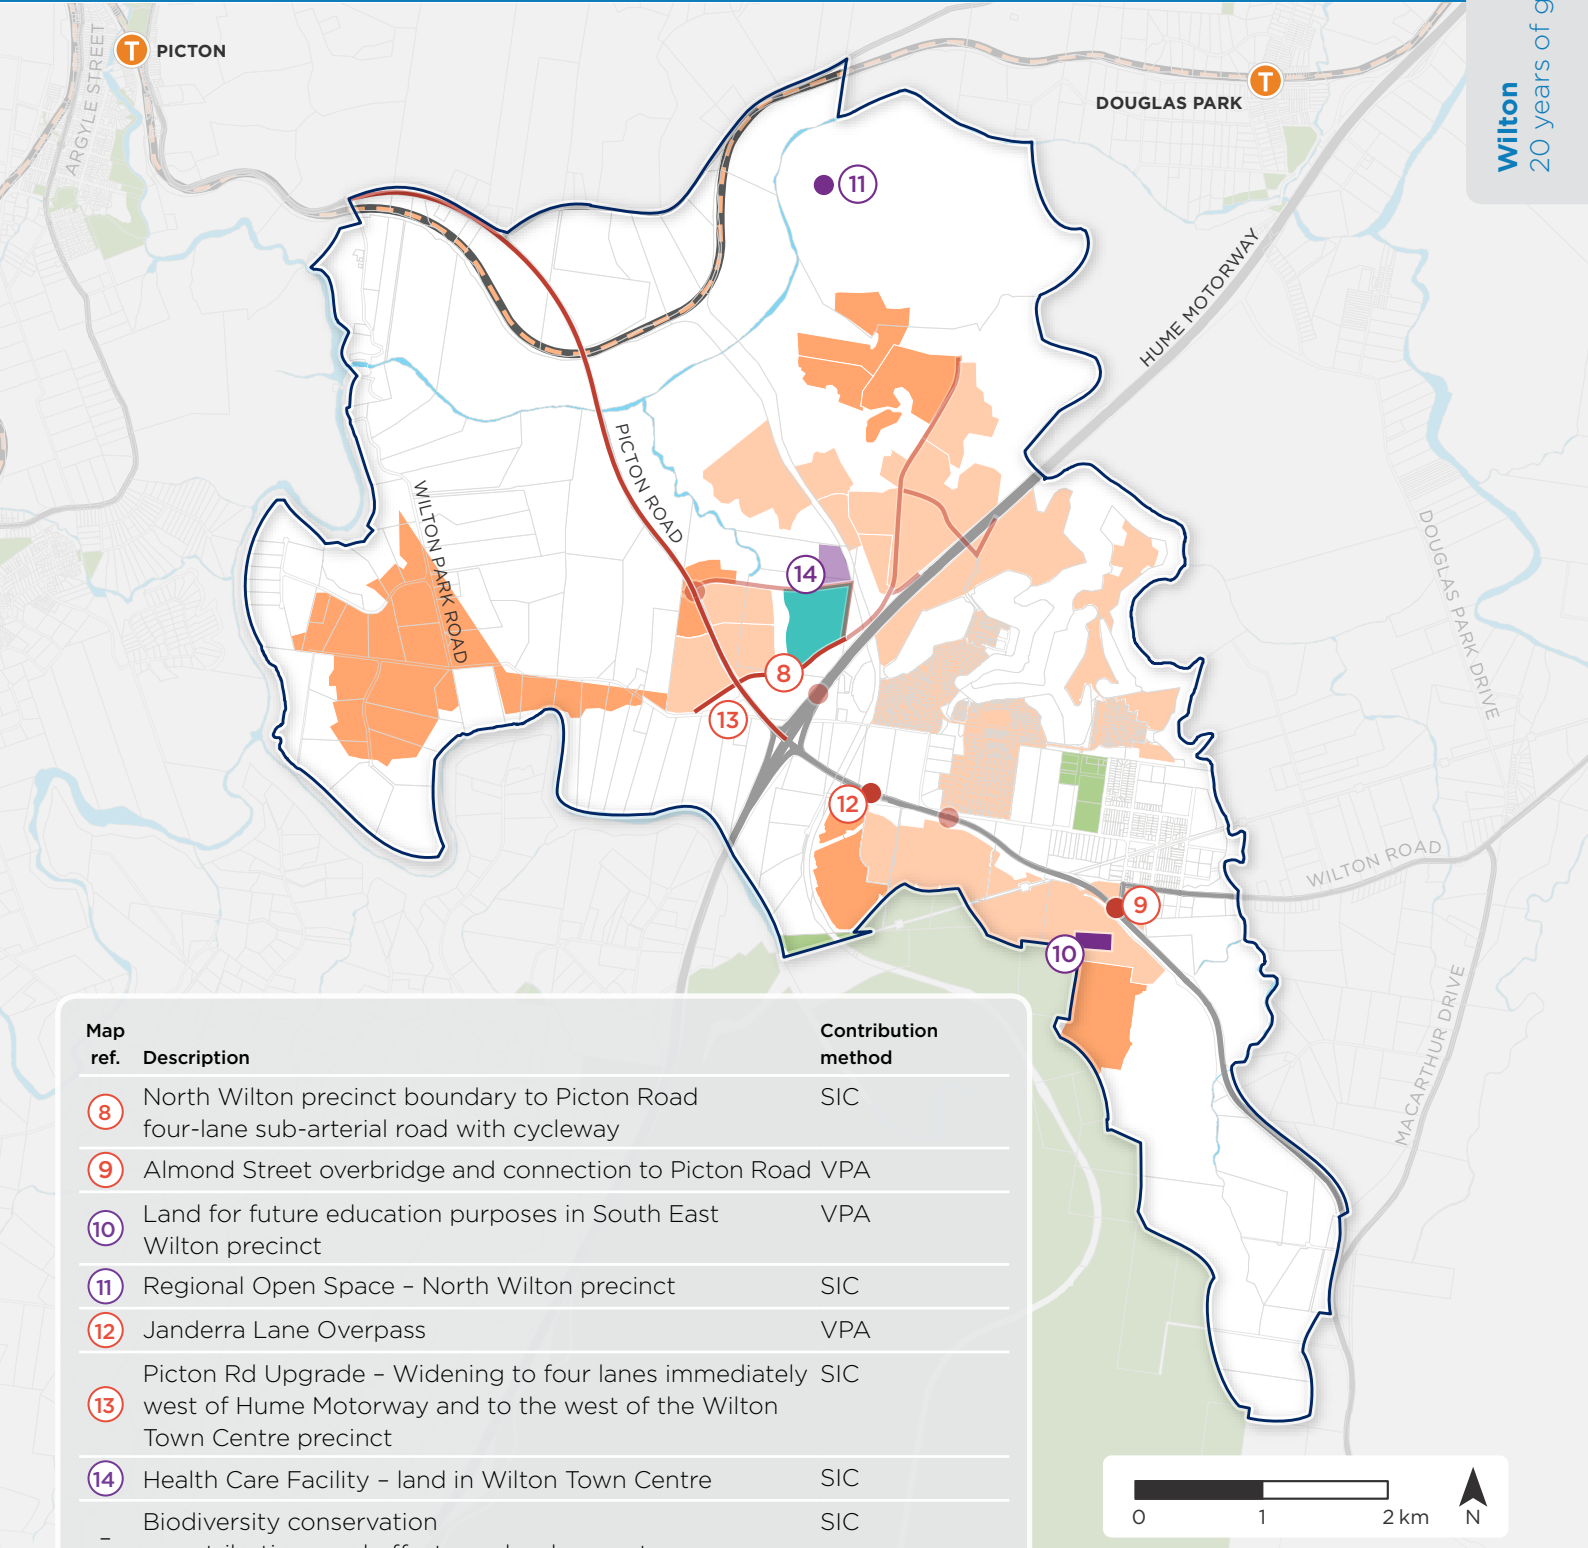 T PICTON
ARGYLE STREET
DOUGLAS PARK T
Wilton
20 years of g
11
HUME MOTORWAY
PICTON ROAD
WILTON PARK ROAD
DOUGLAS PARK DRIVE
14
8
13
12
WILTON ROAD
9
10
MACARTHUR DRIVE
Map ref. Description Contribution method
8 North Wilton precinct boundary to Picton Road SIC
four-lane sub-arterial road with cycleway
9 Almond Street overbridge and connection to Picton Road VPA
10 Land for future education purposes in South East VPA
Wilton precinct
11 Regional Open Space – North Wilton precinct SIC
12 Janderra Lane Overpass VPA
13 Picton Rd Upgrade – Widening to four lanes immediately SIC
west of Hume Motorway and to the west of the Wilton
Town Centre precinct
14 Health Care Facility – land in Wilton Town Centre SIC
– Biodiversity conservation SIC
0 1 2 km N